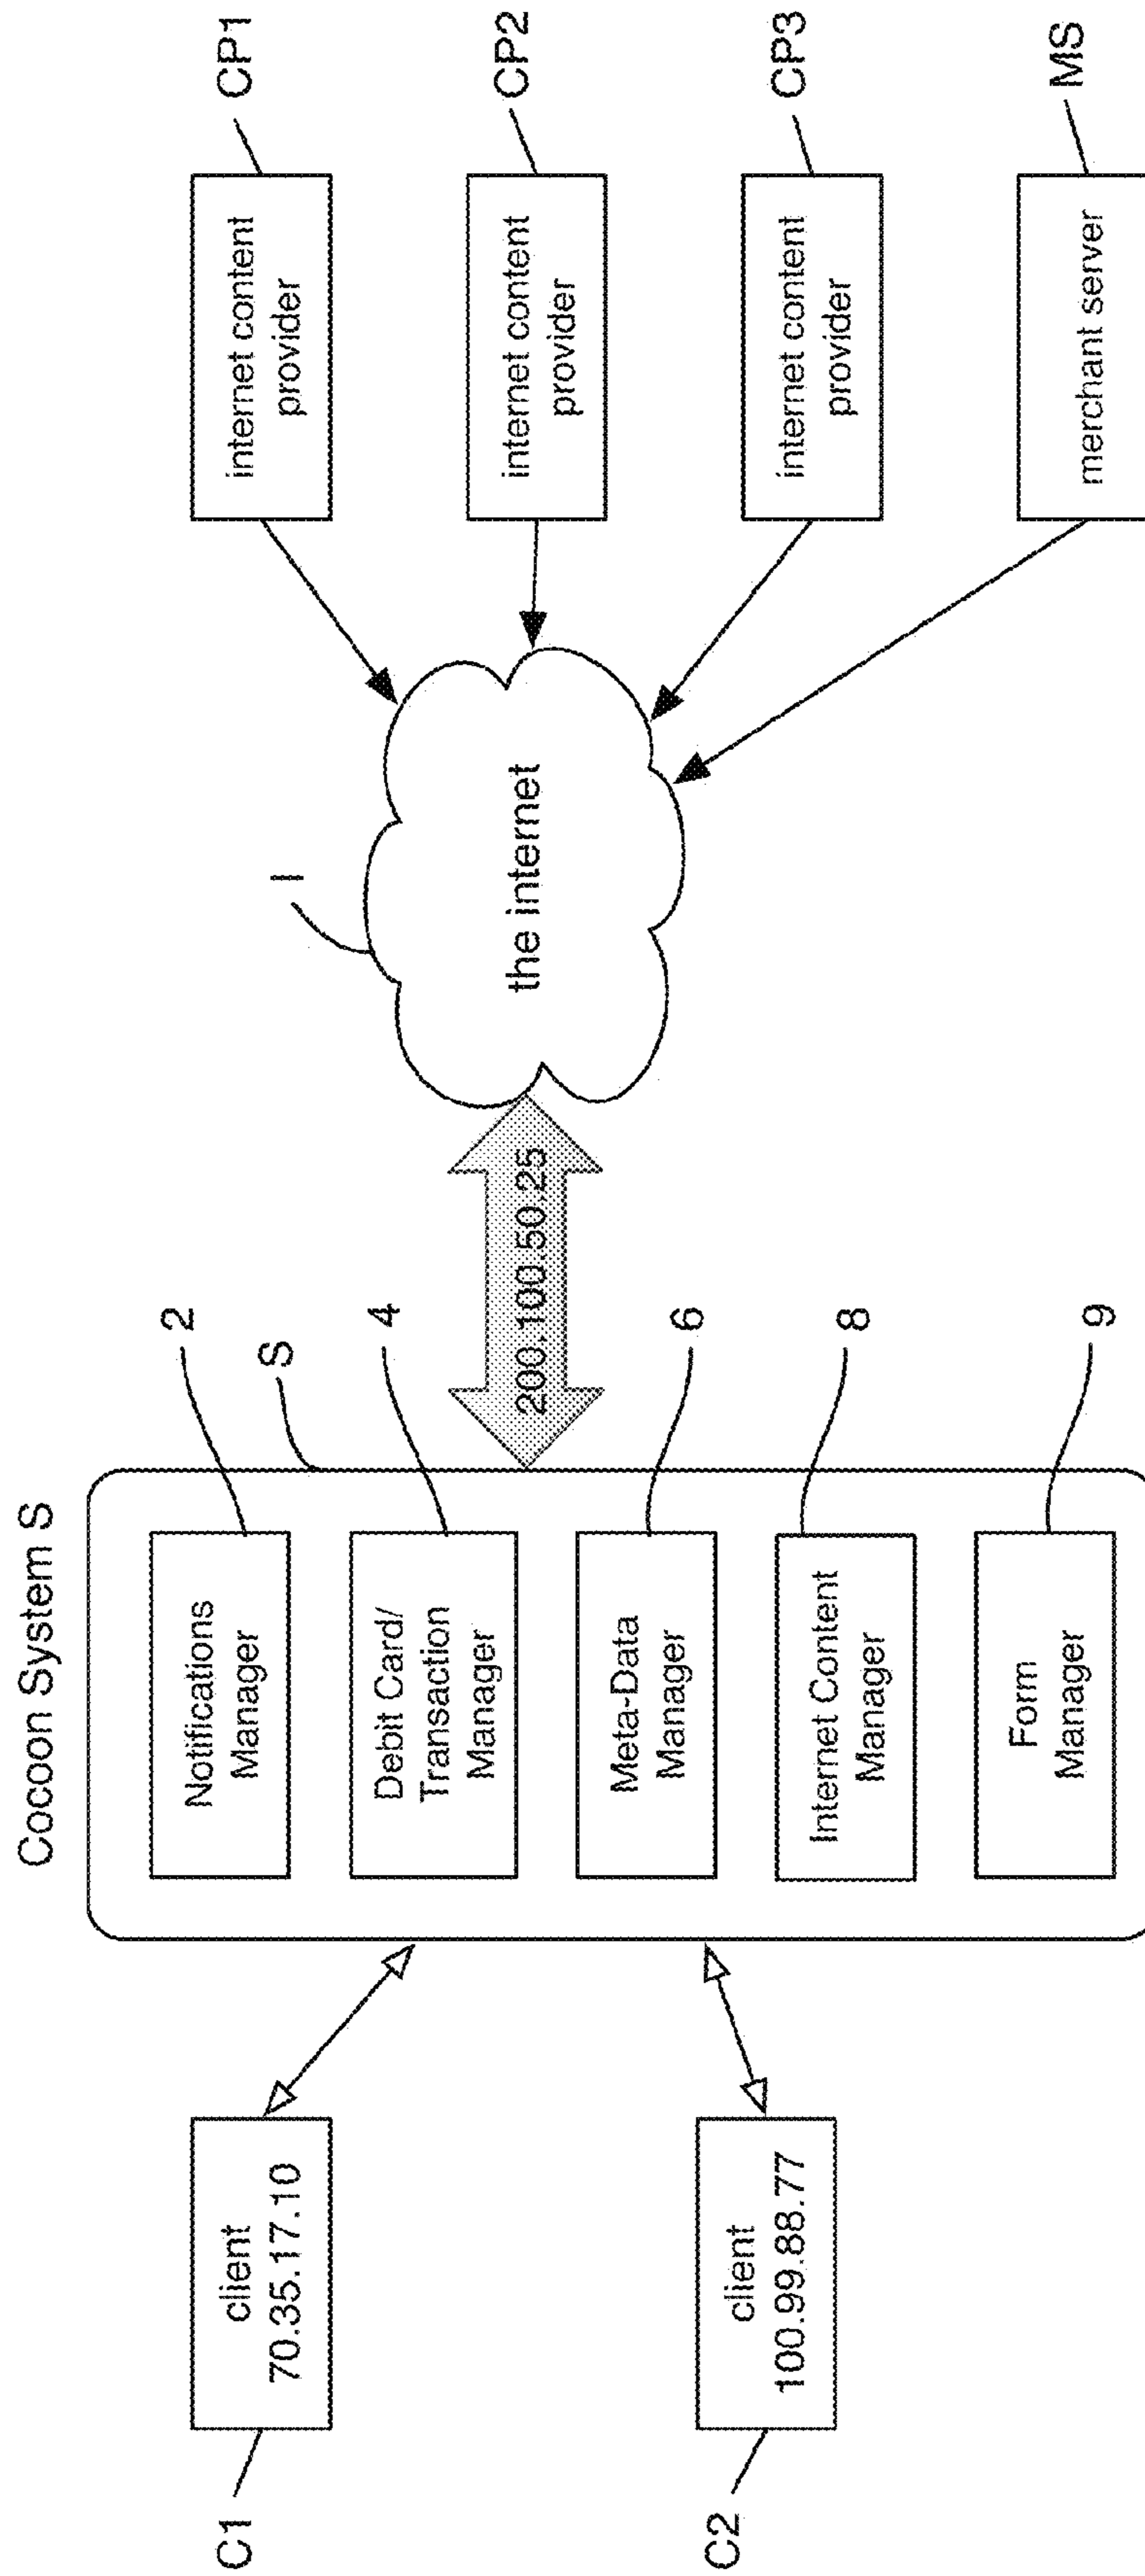 Cocoon System S
C1
client
70.35.17.10
C2
client
100.99.88.77
Notifications
Manager
2
S
Debit Card/
Transaction
Manager
4
Meta-Data
Manager
6
Internet Content
Manager
8
Form
Manager
9
200.100.50.25
I
the internet
internet content
provider
CP1
internet content
provider
CP2
internet content
provider
CP3
merchant server
MS